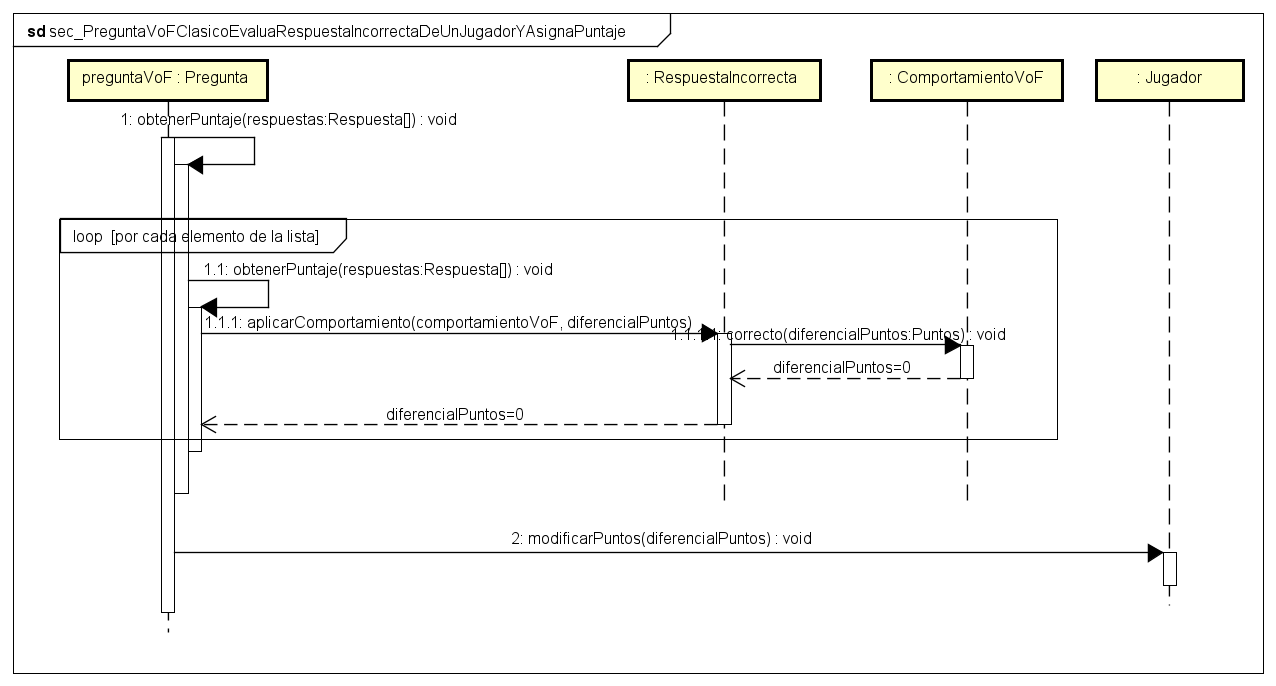 sd sec_PreguntaVoFClasicoEvaluaRespuestaIncorrectaDeUnJugadorYAsignaPuntaje
preguntaVoF : Pregunta
: RespuestaIncorrecta
: ComportamientoVoF
: Jugador
1: obtenerPuntaje(respuestas:Respuesta[]) : void
loop [por cada elemento de la lista]
1.1: obtenerPuntaje(respuestas:Respuesta[]) : void
1.1.1: aplicarComportamiento(comportamientoVoF, diferencialPuntos)
1.1.1.1: correcto(diferencialPuntos:Puntos) : void
diferencialPuntos=0
diferencialPuntos=0
2: modificarPuntos(diferencialPuntos) : void